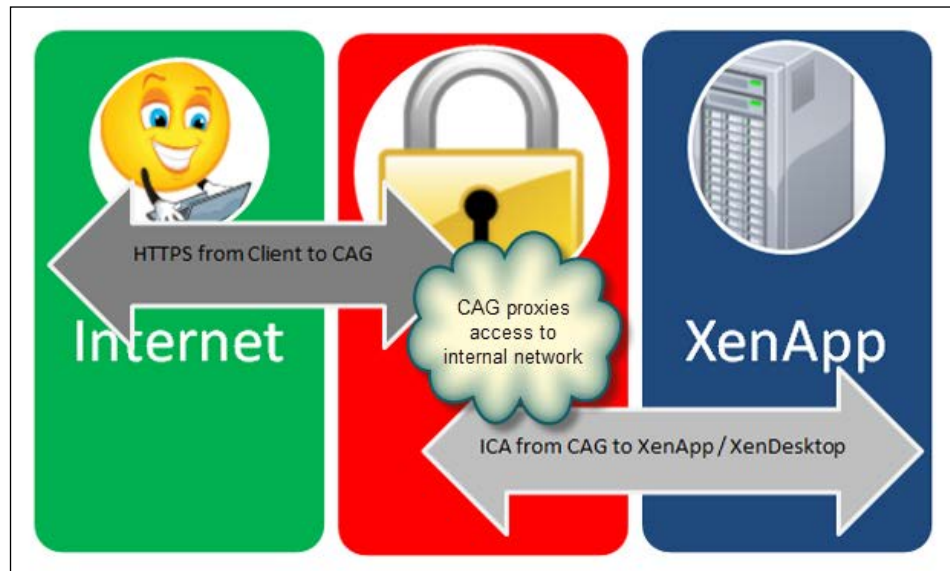 HTTPS from Client to CAG
Internet
CAG proxies
access to
internal network
XenApp
ICA from CAG to XenApp / XenDesktop